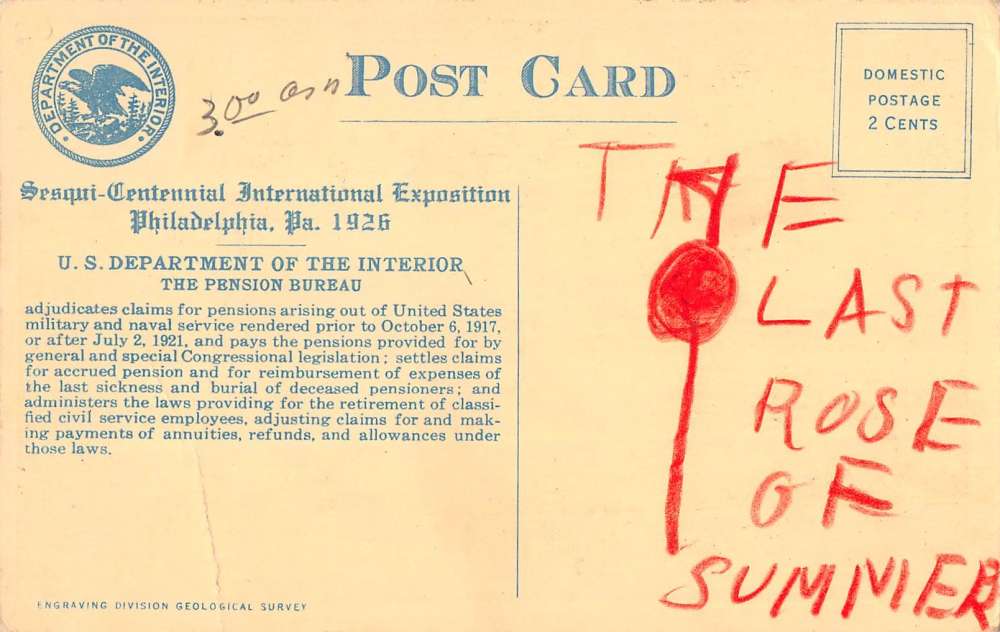 DEPARTMENT OF THE INTERIOR
3.00
POST CARD
DOMESTIC
POSTAGE
2 CENTS
Sesqui-Centennial International Exposition
Philadelphia, Pa. 1926
U. S. DEPARTMENT OF THE INTERIOR
THE PENSION BUREAU
adjudicates claims for pensions arising out of United States
military and naval service rendered prior to October 6, 1917,
or after July 2, 1921, and pays the pensions provided for by
general and special Congressional legislation; settles claims
for accrued pension and for reimbursement of expenses of
the last sickness and burial of deceased pensioners; and
administers the laws providing for the retirement of classi-
fied civil service employees, adjusting claims for and mak-
ing payments of annuities, refunds, and allowances under
those laws.
ENGRAVING DIVISION GEOLOGICAL SURVEY
THE
LAST
ROSE
OF
SUMMER